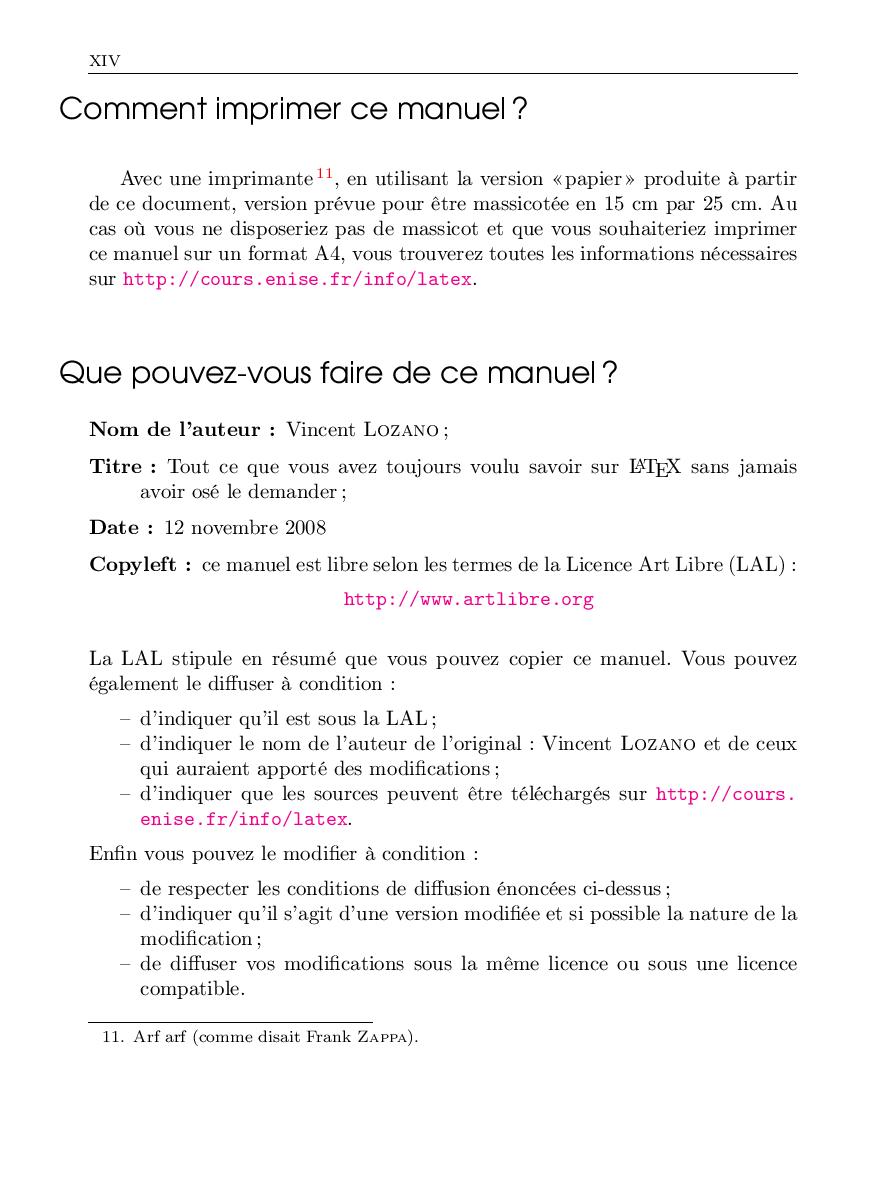 XIV
Comment imprimer ce manuel ?
Avec une imprimante 11, en utilisant la version « papier » produite à partir
de ce document, version prévue pour être massicotée en 15 cm par 25 cm. Au
cas où vous ne disposeriez pas de massicot et que vous souhaiteriez imprimer
ce manuel sur un format A4, vous trouverez toutes les informations nécessaires
sur http://cours.enise.fr/info/latex.
Que pouvez-vous faire de ce manuel ?
Nom de l'auteur : Vincent LOZANO ;
Titre : Tout ce que vous avez toujours voulu savoir sur LATEX sans jamais
avoir osé le demander ;
Date : 12 novembre 2008
Copyleft : ce manuel est libre selon les termes de la Licence Art Libre (LAL) :
http://www.artlibre.org
La LAL stipule en résumé que vous pouvez copier ce manuel. Vous pouvez
également le diffuser à condition :
– d'indiquer qu'il est sous la LAL ;
– d'indiquer le nom de l'auteur de l'original : Vincent LOZANO et de ceux
qui auraient apporté des modifications ;
– d'indiquer que les sources peuvent être téléchargés sur http://cours.
enise.fr/info/latex.
Enfin vous pouvez le modifier à condition :
– de respecter les conditions de diffusion énoncées ci-dessus ;
– d'indiquer qu'il s'agit d'une version modifiée et si possible la nature de la
modification ;
– de diffuser vos modifications sous la même licence ou sous une licence
compatible.
11. Arf arf (comme disait Frank ZAPPA).